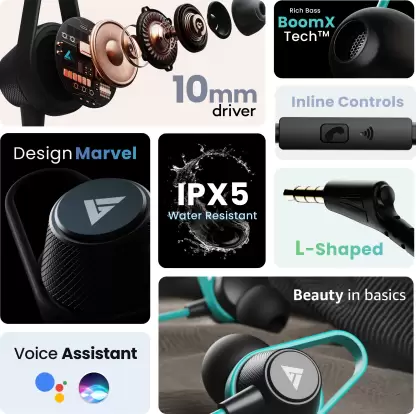 10mm
driver
Rich Bass
BoomX
Tech™
Inline Controls
Design Marvel
IPX5
Water Resistant
L-Shaped
Beauty in basics
Voice Assistant